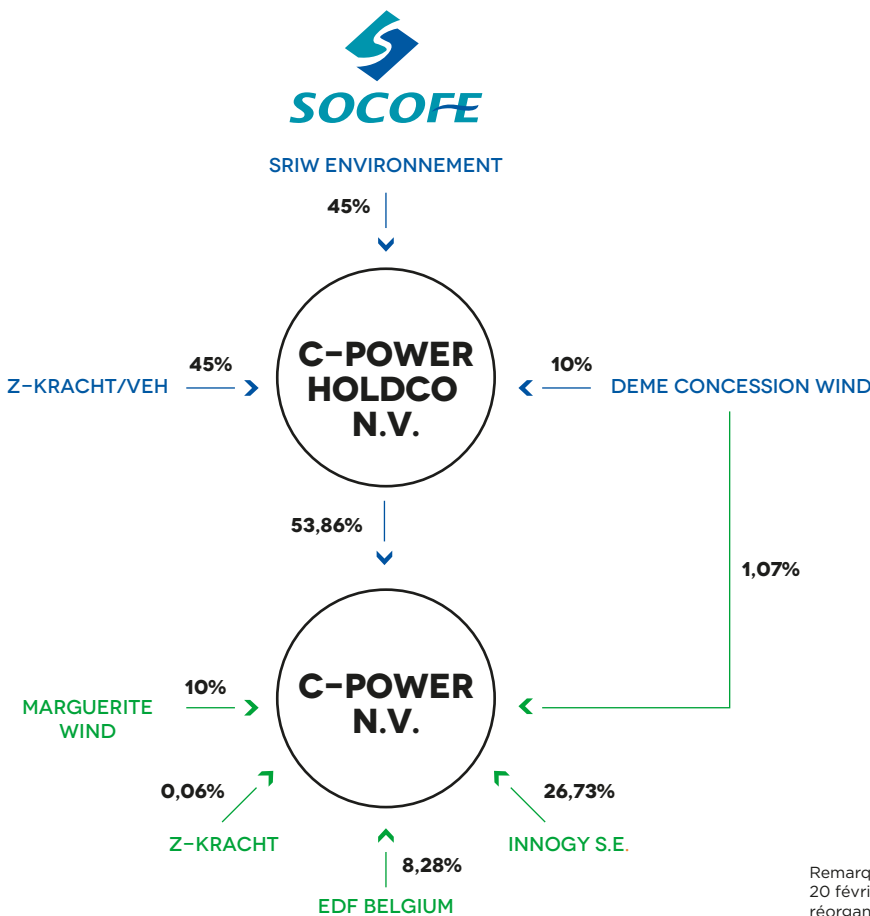 SOCOFE
SRIW ENVIRONNEMENT
45%
C-POWER
HOLDCO
N.V.
Z-KRACHT/VEH
45%
10%
DEME CONCESSION WIND
53,86%
1,07%
C-POWER
N.V.
MARGUERITE
WIND
10%
0,06%
Z-KRACHT
26,73%
INNOGY S.E.
8,28%
EDF BELGIUM
20